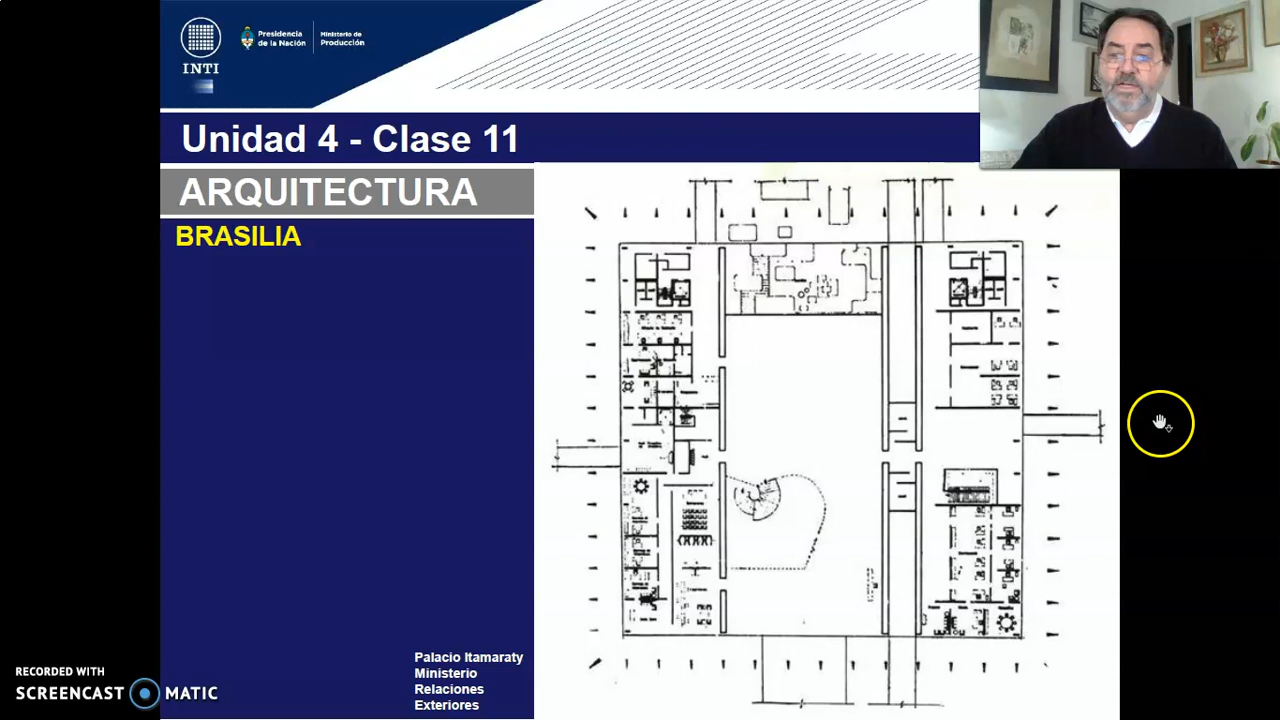 INTI
Presidencia
de la Nación
Ministerio de
Producción
Unidad 4 - Clase 11
ARQUITECTURA
BRASILIA
Palacio Itamaraty
Ministerio
Relaciones
Exteriores
RECORDED WITH
SCREENCAST MATIC